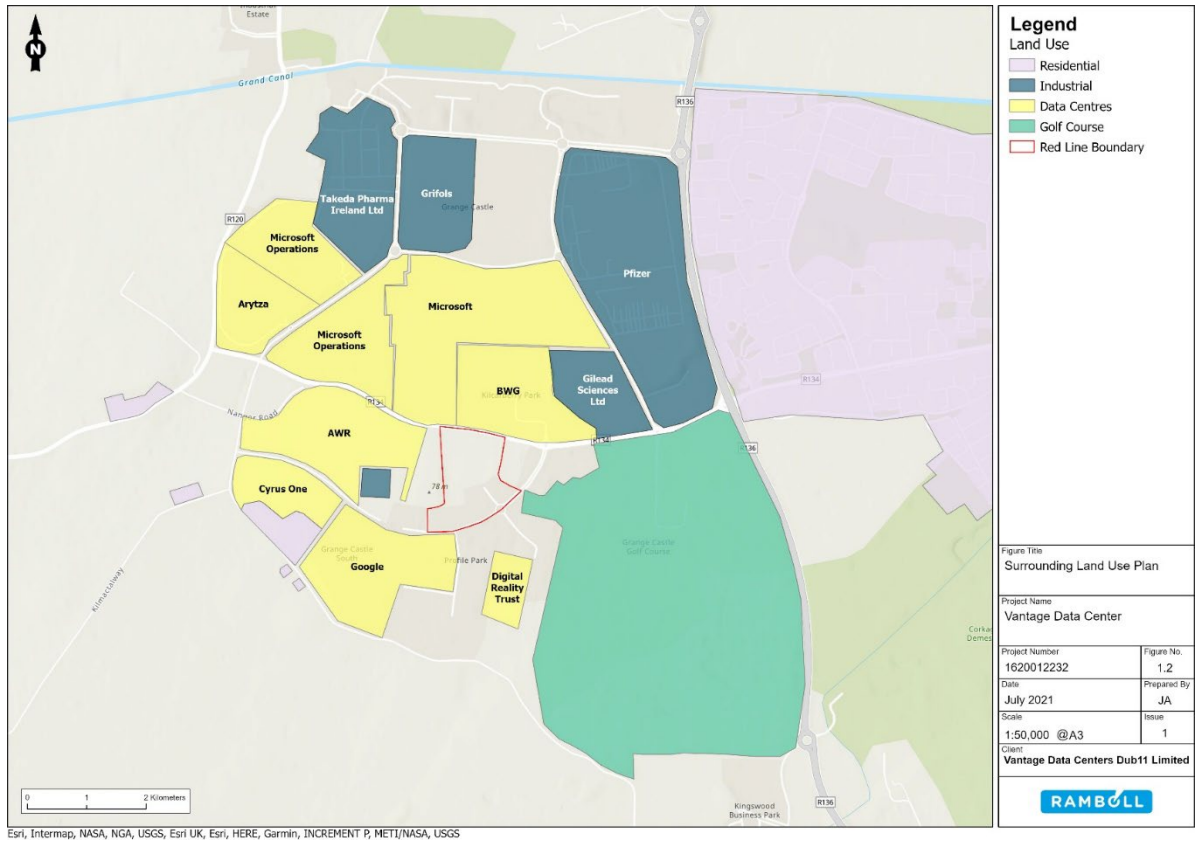 Industrial
Estate
N
Grand Canal
R136
Takeda Pharma
Ireland Ltd
Grifols
Grange Castle
R120
Microsoft
Operations
Pfizer
Arytza
Microsoft
Microsoft
Operations
R134
BWG
Gilead
Sciences
Ltd
Nangor Road
R134
AWR
R134
R136
78 m
Cyrus One
Grange Castle
South
Google
Profile Park
Digital
Reality
Trust
Grange Castle
Golf Course
Kilmactalway
Kingswood
Business Park
R136
0 1 2 Kilometers
Esri, Intermap, NASA, NGA, USGS, Esri UK, Esri, HERE, Garmin, INCREMENT P, METI/NASA, USGS
Legend
Land Use
Residential
Industrial
Data Centres
Golf Course
Red Line Boundary
Figure Title
Surrounding Land Use Plan
Project Name
Vantage Data Center
Project Number
1620012232
Figure No.
1.2
Date
July 2021
Prepared By
JA
Scale
1:50,000 @A3
Issue
1
Client
Vantage Data Centers Dub11 Limited
RAMBOLL